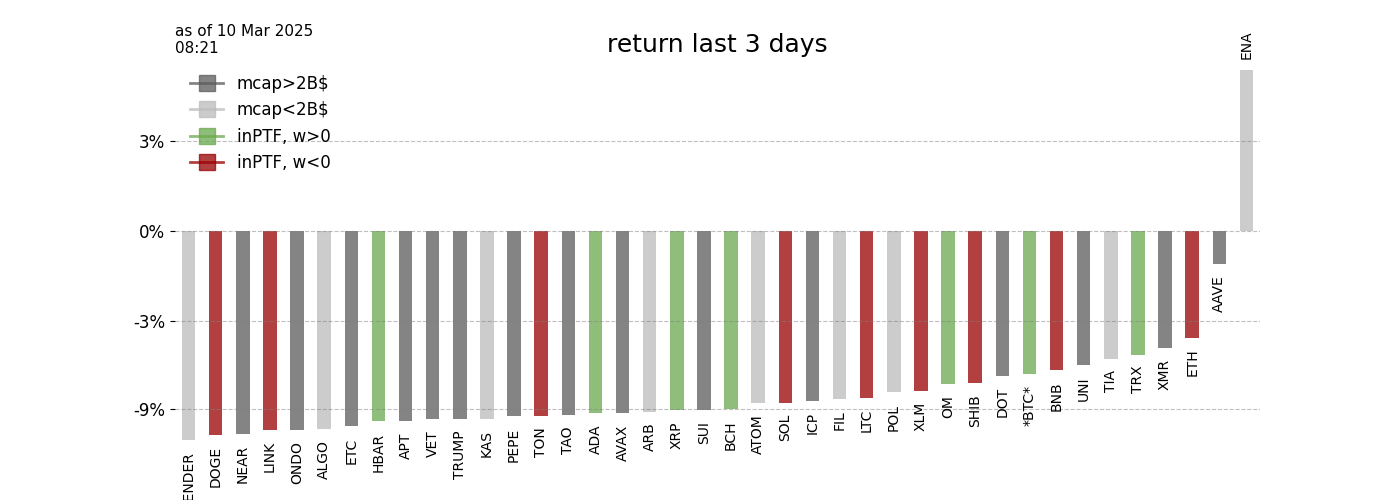 as of 10 Mar 2025
08:21
return last 3 days
mcap>2B$
mcap<2B$
inPTF, w>0
inPTF, w<0
3%
0%
-3%
-9%
ENDER
DOGE
NEAR
LINK
ONDO
ALGO
ETC
HBAR
APT
VET
TRUMP
KAS
PEPE
TON
TAO
ADA
AVAX
ARB
XRP
SUI
BCH
ATOM
SOL
ICP
FIL
LTC
POL
XLM
OM
SHIB
DOT
*BTC*
BNB
UNI
TIA
TRX
XMR
ETH
AAVE
ENA